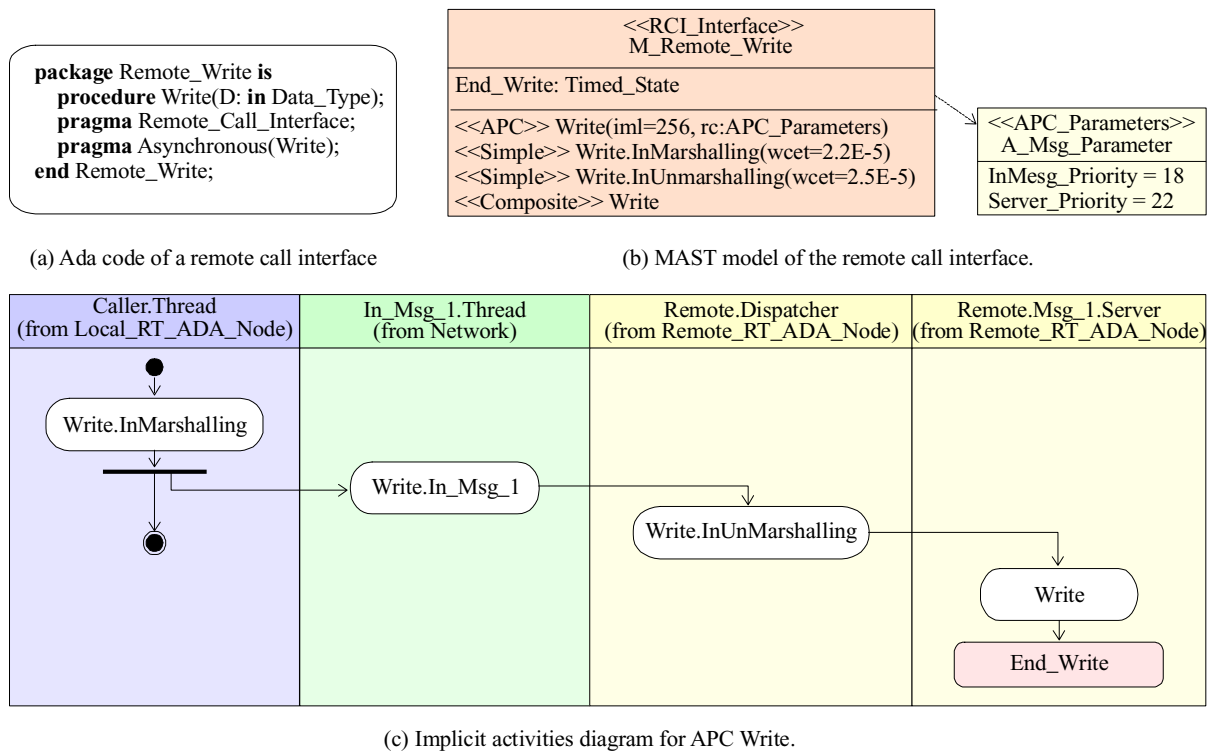 package Remote_Write is
procedure Write(D: in Data_Type);
pragma Remote_Call_Interface;
pragma Asynchronous(Write);
end Remote_Write;
(a) Ada code of a remote call interface
<<RCI_Interface>>
M_Remote_Write
End_Write: Timed_State
<<APC>> Write(iml=256, rc:APC_Parameters)
<<Simple>> Write.InMarshalling(wcet=2.2E-5)
<<Simple>> Write.InUnmarshalling(wcet=2.5E-5)
<<Composite>> Write
<<APC_Parameters>>
A_Msg_Parameter
InMesg_Priority = 18
Server_Priority = 22
(b) MAST model of the remote call interface.
Caller.Thread
(from Local_RT_ADA_Node)
In_Msg_1.Thread
(from Network)
Remote.Dispatcher
(from Remote_RT_ADA_Node)
Remote.Msg_1.Server
(from Remote_RT_ADA_Node)
Write.InMarshalling
Write.In_Msg_1
Write.InUnMarshalling
Write
End_Write
(c) Implicit activities diagram for APC Write.